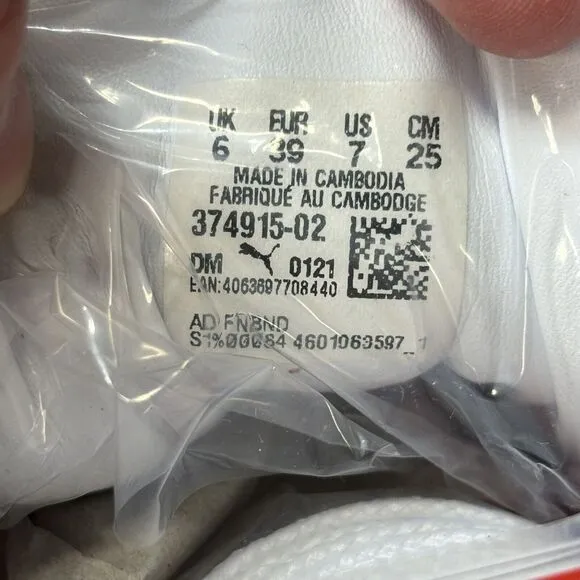 UK EUR US CM
6 39 7 25
MADE IN CAMBODIA
FABRIQUÉ AU CAMBODGE
374915-02
DM 0121
EAN:4063697708440
AD FNBND